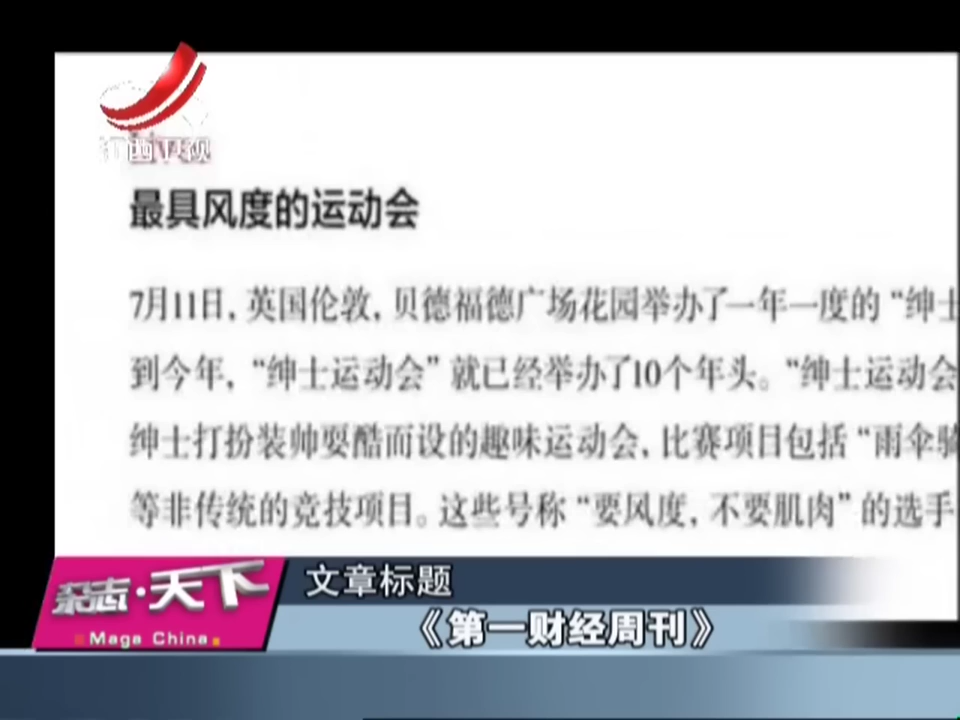 江西卫视
最具风度的运动会
7月11日, 英国伦敦, 贝德福德广场花园举办了一年一度的“绅士
到今年, “绅士运动会”就已经举办了10个年头。“绅士运动会
绅士打扮装帅耍酷而设的趣味运动会, 比赛项目包括“雨伞骑
等非传统的竞技项目。这些号称“要风度, 不要肌肉”的选手
杂志·天下
Maga China
文章标题
《第一财经周刊》